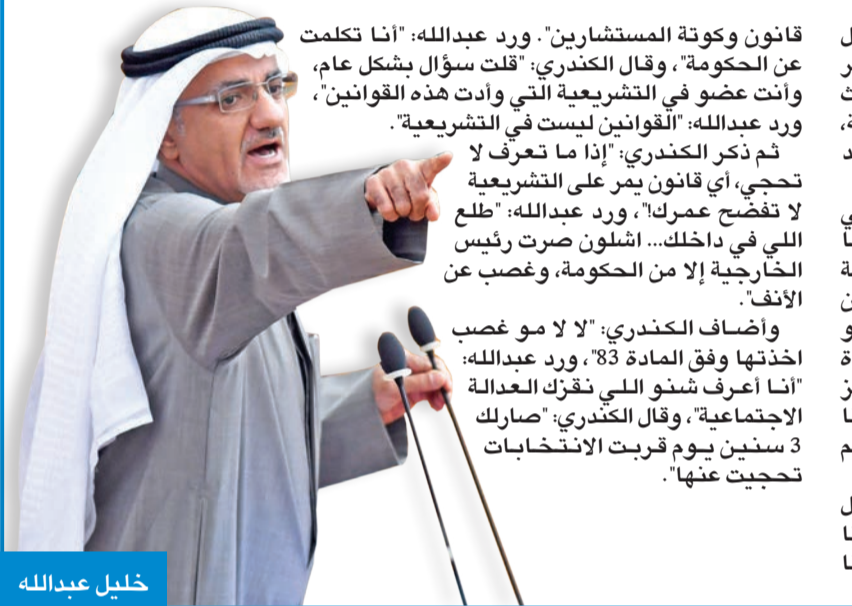 قانون وكوتة المستشارين". ورد عبدالله: "أنا تكلمت
عن الحكومة"، وقال الكندري: "قلت سؤال بشكل عام،
وأنت عضو في التشريعية التي وأدت هذه القوانين"،
ورد عبدالله: "القوانين ليست في التشريعية".
ثم ذكر الكندري: "إذا ما تعرف لا
تحجي، أي قانون يمر على التشريعية
لا تفضح عمرك!"، ورد عبدالله: "طلع
اللي في داخلك... اشلون صرت رئيس
الخارجية إلا من الحكومة، وغصب عن
الأنف".
وأضاف الكندري: "لا لا مو غصب
اخذتها وفق المادة 83"، ورد عبدالله:
"أنا أعرف شنو اللي نقزك العدالة
الاجتماعية"، وقال الكندري: "صارلك
3 سنين يوم قربت الانتخابات
تحجيت عنها".
خليل عبدالله